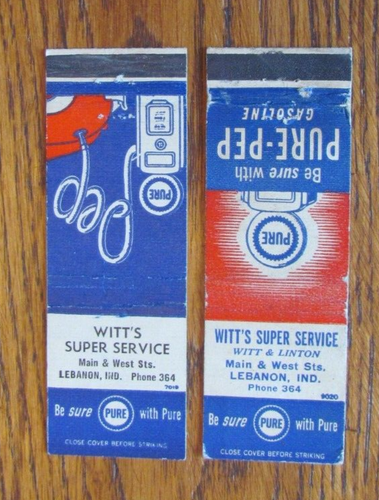 Pep
PURE
WITT'S
SUPER SERVICE
Main & West Sts.
LEBANON, IND. Phone 364
Be sure PURE with Pure
CLOSE COVER BEFORE STRIKING
Be sure with
PURE-PEP
GASOLINE
PURE
WITT'S SUPER SERVICE
WITT & LINTON
Main & West Sts.
LEBANON, IND.
Phone 364
9020
Be sure PURE with Pure
CLOSE COVER BEFORE STRIKING